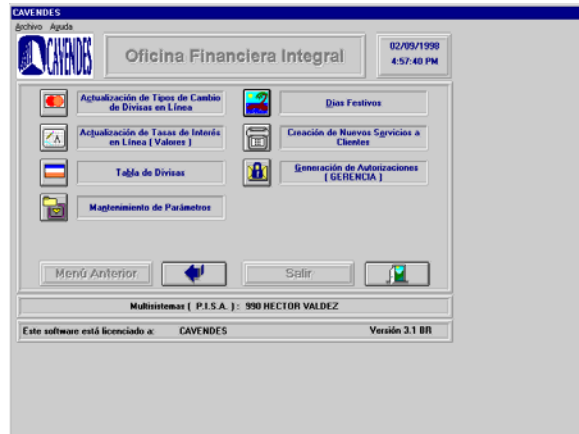 CAVENDES
Archivo Ayuda
CAVENDES
Oficina Financiera Integral
02/09/1998
4:57:40 PM
Actualización de Tipos de Cambio
de Divisas en Línea
Días Festivos
Actualización de Tasas de Interés
en Línea ( Valores )
Creación de Nuevos Servicios a
Clientes
Tabla de Divisas
Generación de Autorizaciones
( GERENCIA )
Mantenimiento de Parámetros
Menú Anterior
Salir
Multisistemas ( P.I.S.A. ) : 990 HECTOR VALDEZ
Este software está licenciado a: CAVENDES
Versión 3.1 BR